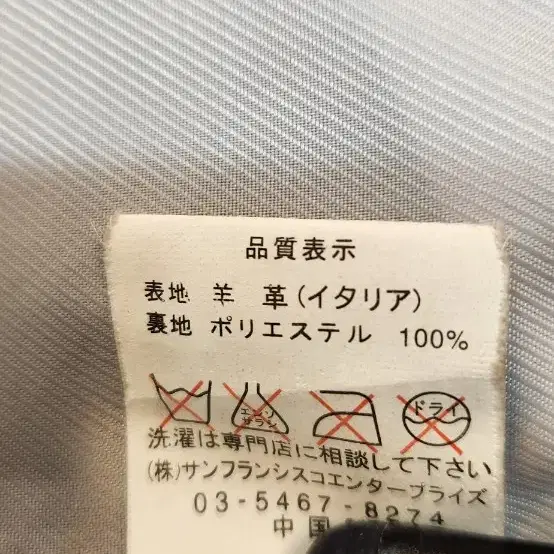 品質表示
表地 羊 革(イタリア)
裏地 ポリエステル 100%
エンソ
サラシ
ドライ
洗濯は専門店に相談して下さい
(株)サンフランシスコエンタープライズ
03-5467-8274
中国